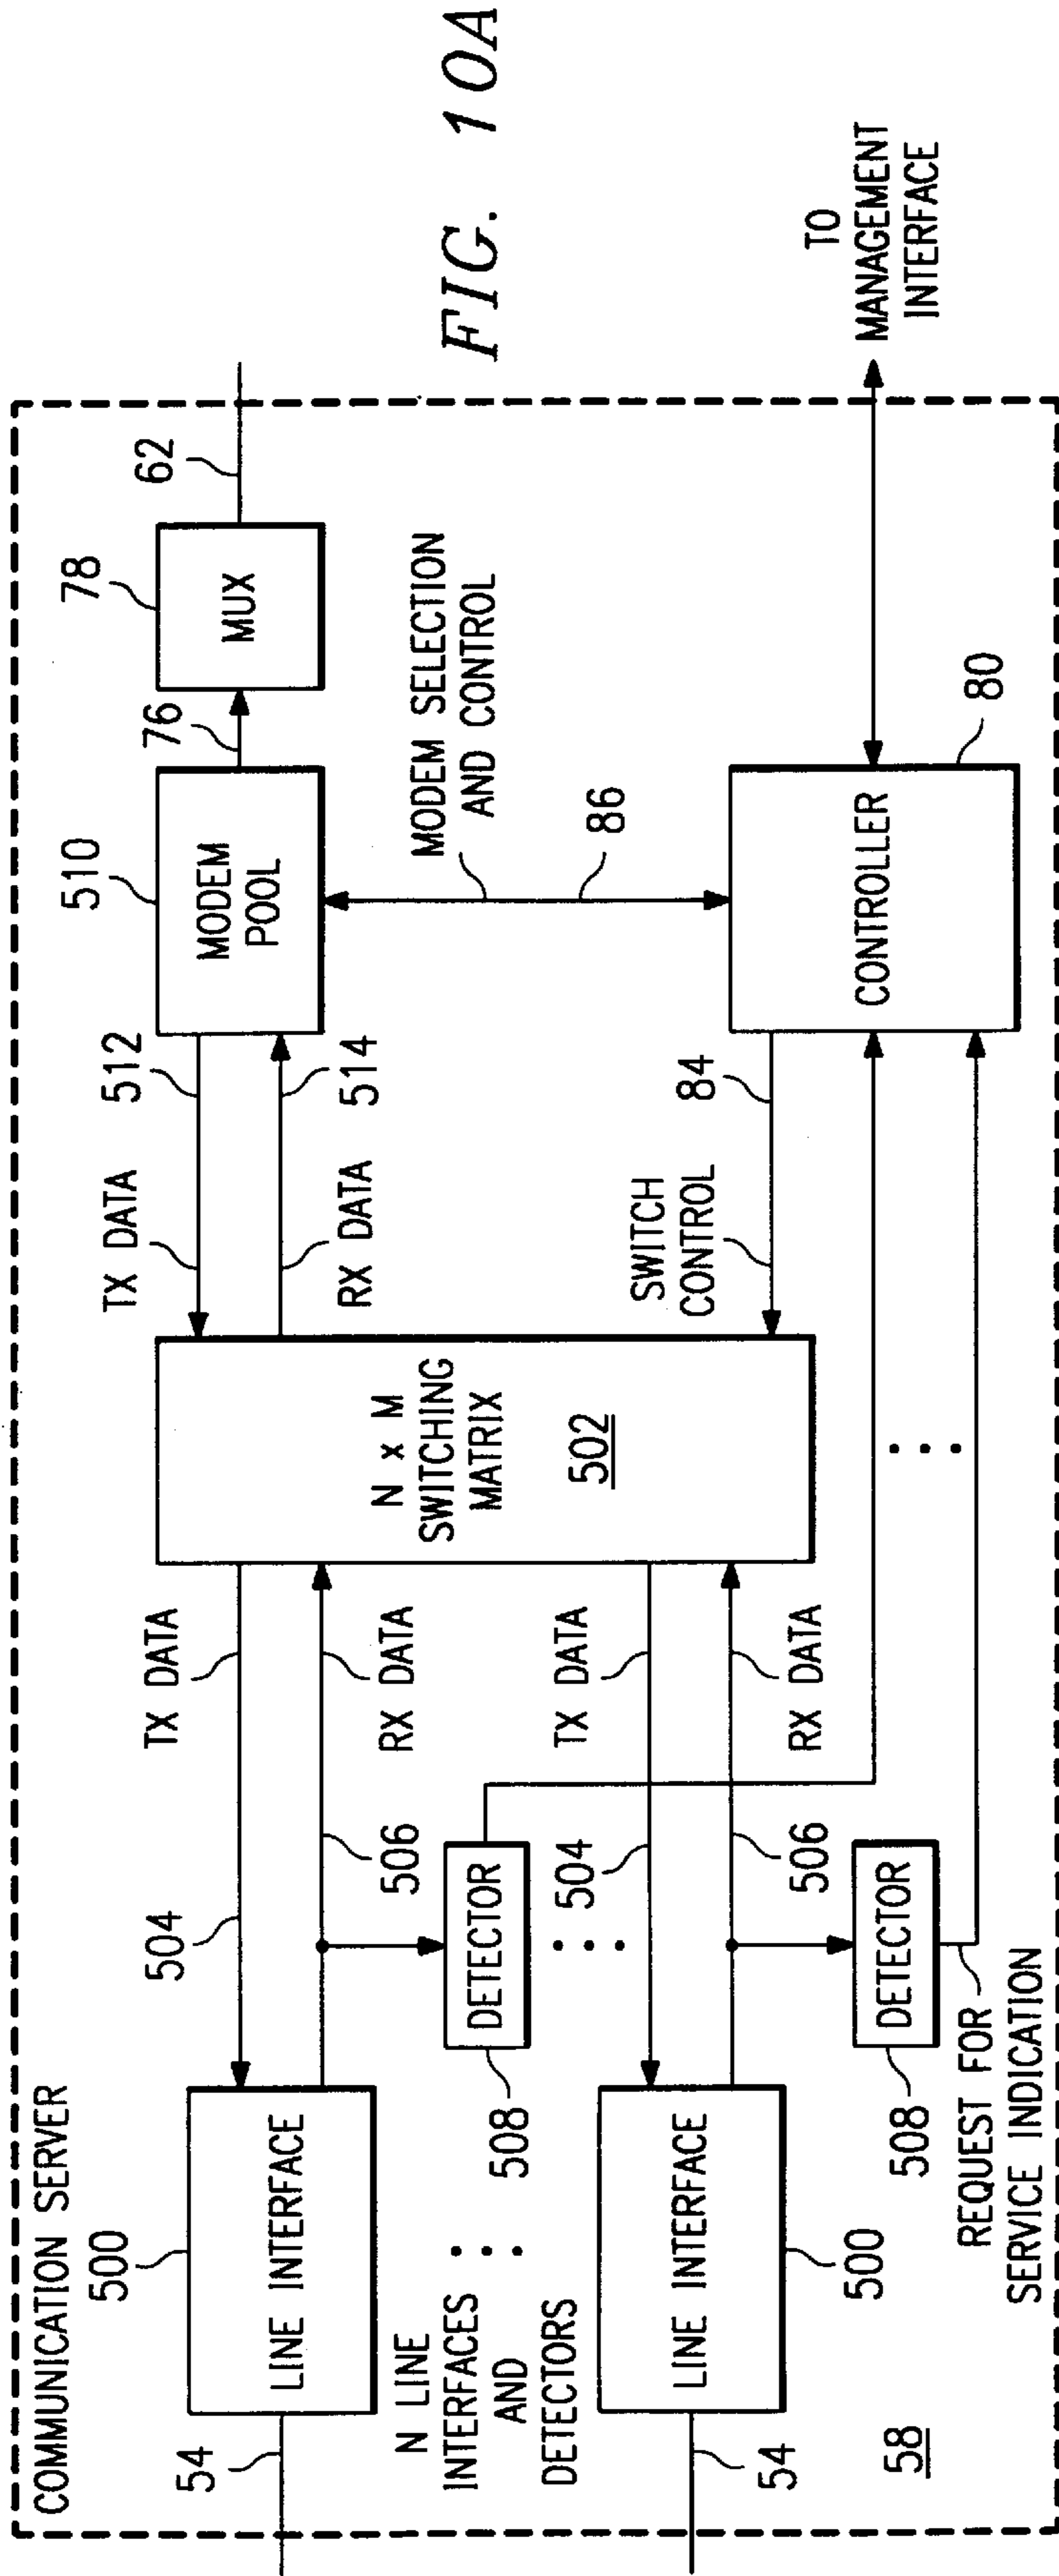 COMMUNICATION SERVER
500
LINE INTERFACE
54
N LINE
INTERFACES
AND
DETECTORS
LINE INTERFACE
500
54
58
504
TX DATA
506
RX DATA
DETECTOR
508
504
TX DATA
506
RX DATA
DETECTOR
508
REQUEST FOR
SERVICE INDICATION
N x M
SWITCHING
MATRIX
502
TX DATA
512
RX DATA
514
SWITCH
CONTROL
84
510
MODEM
POOL
76
78
MUX
62
MODEM SELECTION
AND CONTROL
86
CONTROLLER
80
TO
MANAGEMENT
INTERFACE
FIG. 10A